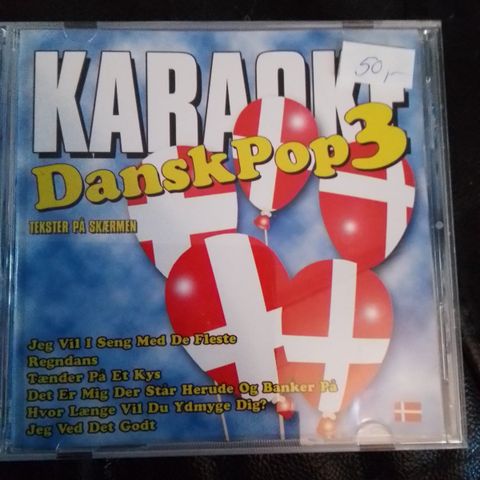 KARAOKE
50,-
DanskPop3
TEKSTER PÅ SKÆRMEN
Jeg Vil I Seng Med De Fleste
Regndans
Tænder På Et Kys
Det Er Mig Der Står Herude Og Banker På
Hvor Længe Vil Du Ydmyge Dig?
Jeg Ved Det Godt